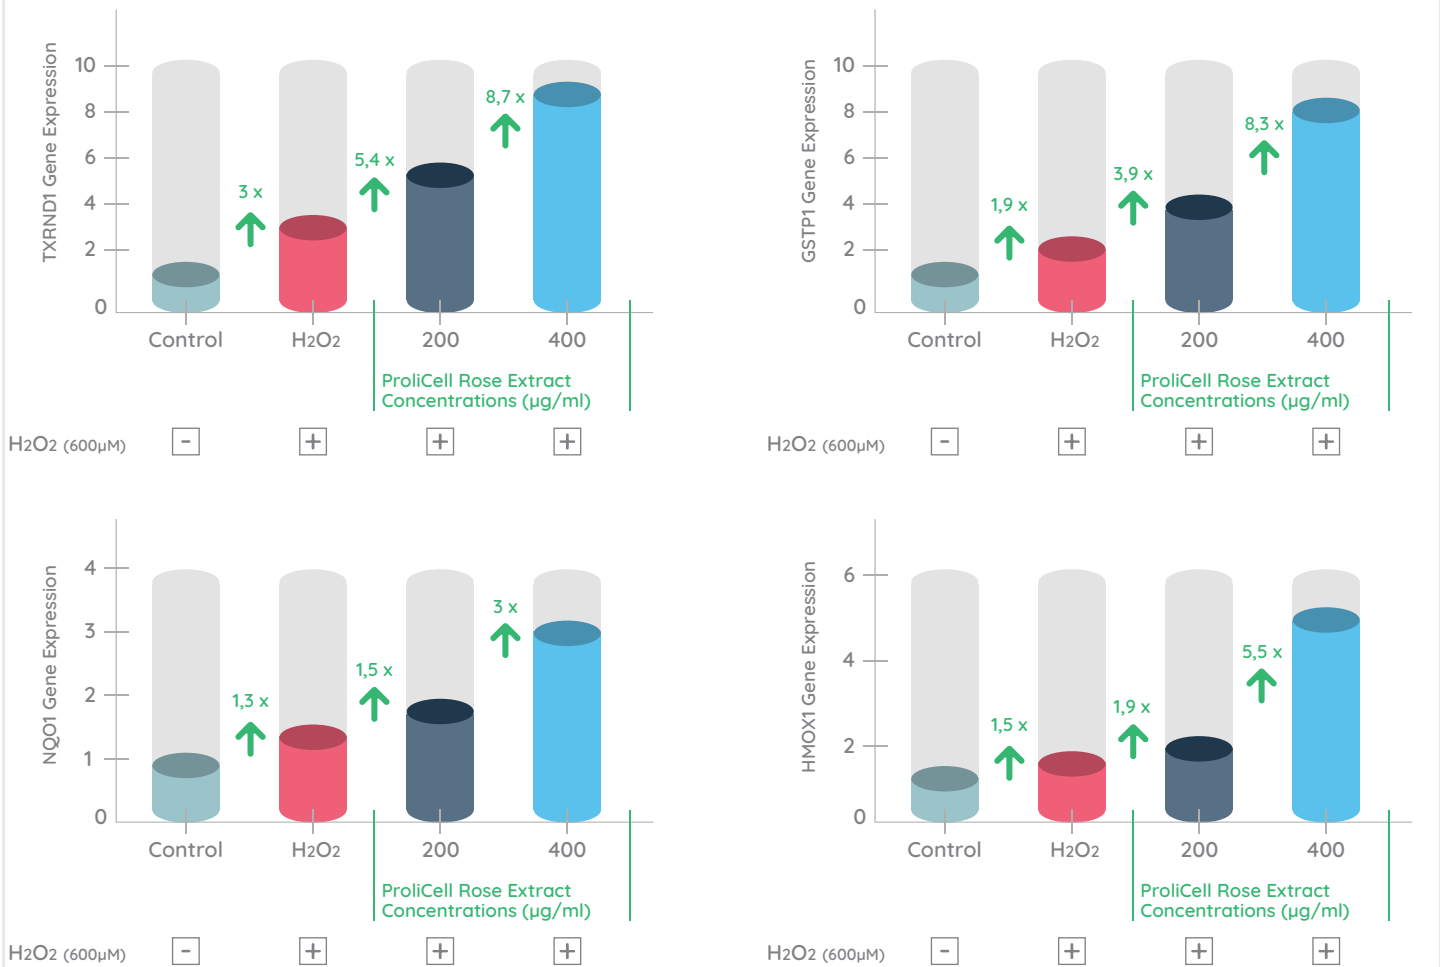 TXRND1 Gene Expression
10
8
6
4
2
0
3 x
5,4 x
8,7 x
Control
H2O2
200
400
ProliCell Rose Extract
Concentrations (µg/ml)
H2O2 (600µM)
-
+
+
+
GSTP1 Gene Expression
10
8
6
4
2
0
1,9 x
3,9 x
8,3 x
Control
H2O2
200
400
ProliCell Rose Extract
Concentrations (µg/ml)
H2O2 (600µM)
-
+
+
+
NQO1 Gene Expression
4
3
2
1
0
1,3 x
1,5 x
3 x
Control
H2O2
200
400
ProliCell Rose Extract
Concentrations (µg/ml)
H2O2 (600µM)
-
+
+
+
HMOX1 Gene Expression
6
4
2
0
1,5 x
1,9 x
5,5 x
Control
H2O2
200
400
ProliCell Rose Extract
Concentrations (µg/ml)
H2O2 (600µM)
-
+
+
+